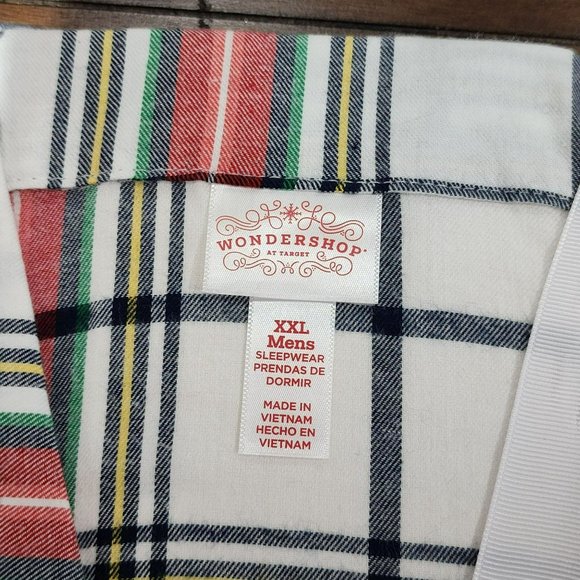 WONDERSHOP
AT TARGET
XXL
Mens
SLEEPWEAR
PRENDAS DE
DORMIR
MADE IN
VIETNAM
HECHO EN
VIETNAM